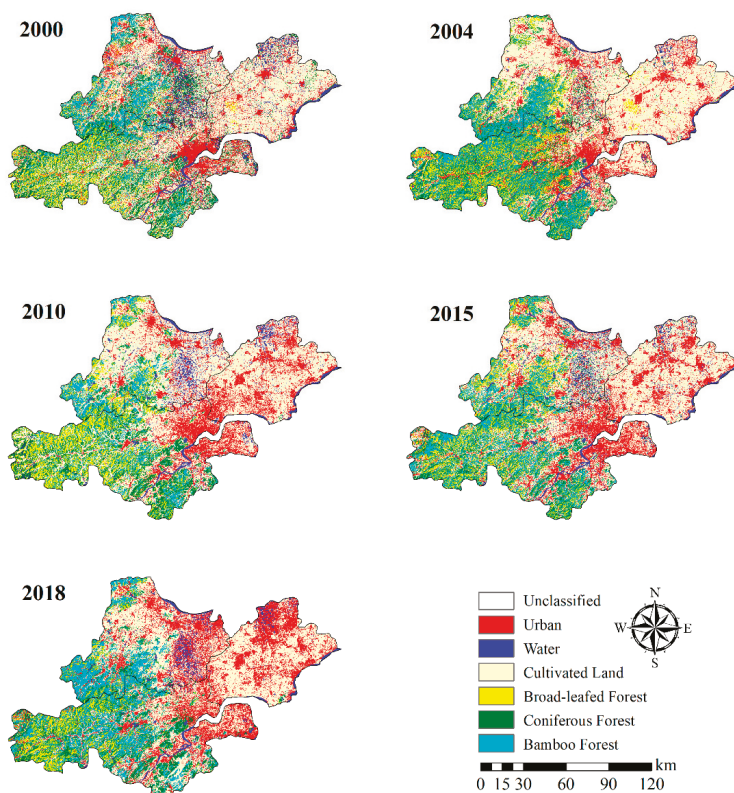 2000
2004
2010
2015
2018
Unclassified
Urban
Water
Cultivated Land
Broad-leafed Forest
Coniferous Forest
Bamboo Forest
N
W E
S
km
0 15 30 60 90 120